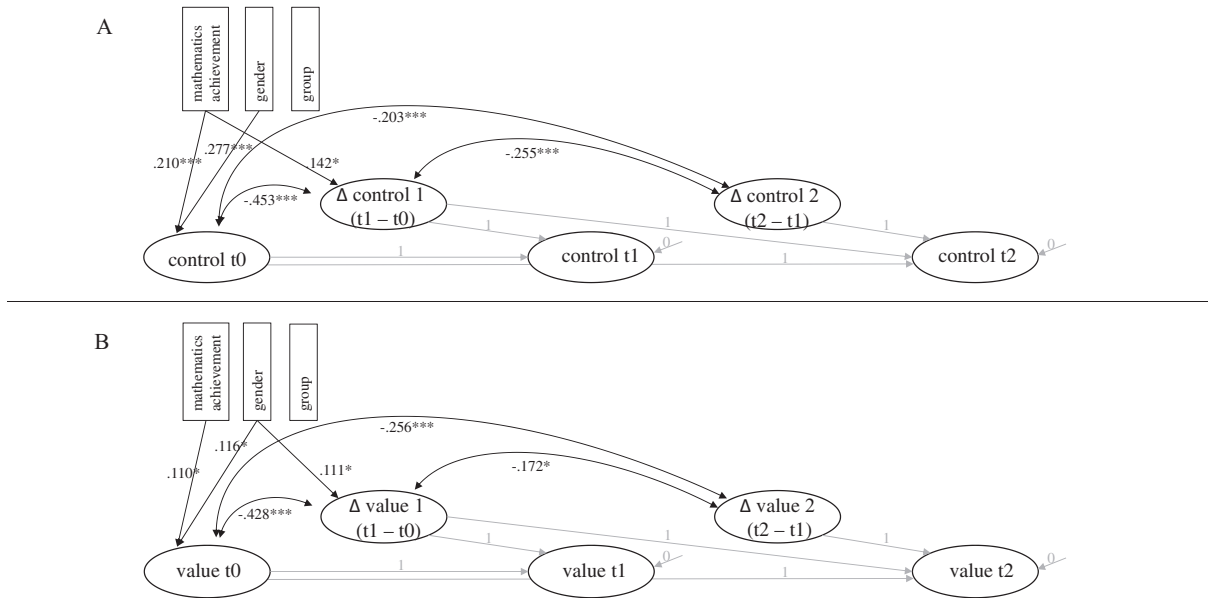 A
mathematics
achievement
gender
group
-.203***
.210***
.277***
.142*
-.255***
-.453***
Δ control 1
(t1 – t0)
Δ control 2
(t2 – t1)
1
1
1
0
0
control t0
1
control t1
1
control t2
B
mathematics
achievement
gender
group
-.256***
.110*
.116*
.111*
-.172*
-.428***
Δ value 1
(t1 – t0)
Δ value 2
(t2 – t1)
1
1
1
0
0
value t0
1
value t1
1
value t2